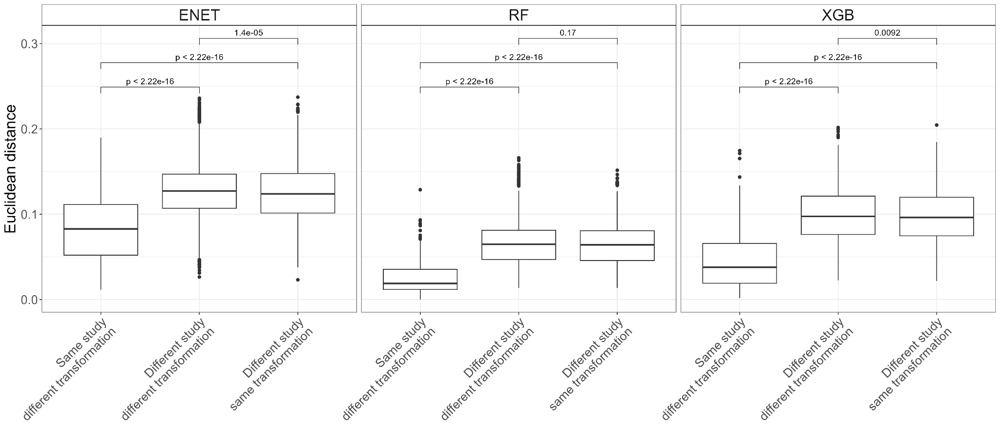 ENET
RF
XGB
1.4e-05
0.17
0.0092
p < 2.22e-16
p < 2.22e-16
p < 2.22e-16
p < 2.22e-16
p < 2.22e-16
p < 2.22e-16
Euclidean distance
0.3
0.2
0.1
0.0
Same study
different transformation
Different study
different transformation
Different study
same transformation
Same study
different transformation
Different study
different transformation
Different study
same transformation
Same study
different transformation
Different study
different transformation
Different study
same transformation